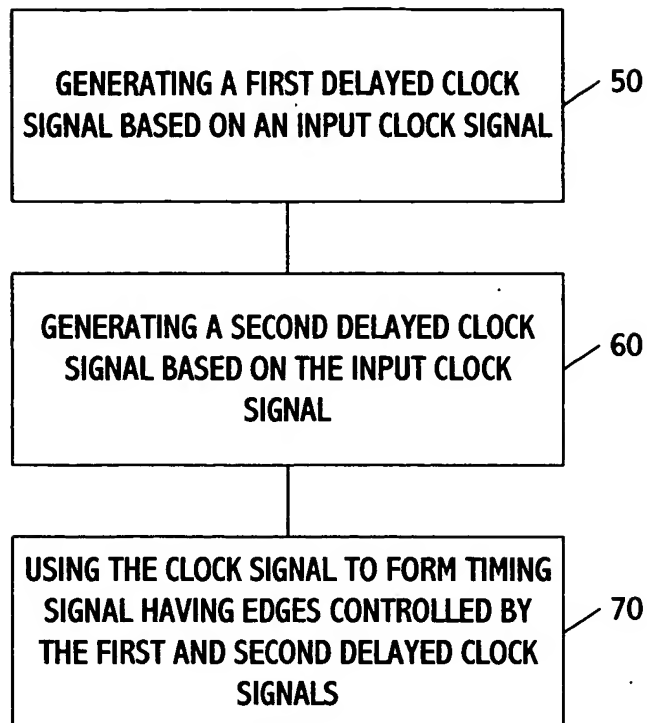 GENERATING A FIRST DELAYED CLOCK
SIGNAL BASED ON AN INPUT CLOCK SIGNAL
50
GENERATING A SECOND DELAYED CLOCK
SIGNAL BASED ON THE INPUT CLOCK
SIGNAL
60
USING THE CLOCK SIGNAL TO FORM TIMING
SIGNAL HAVING EDGES CONTROLLED BY
THE FIRST AND SECOND DELAYED CLOCK
SIGNALS
70